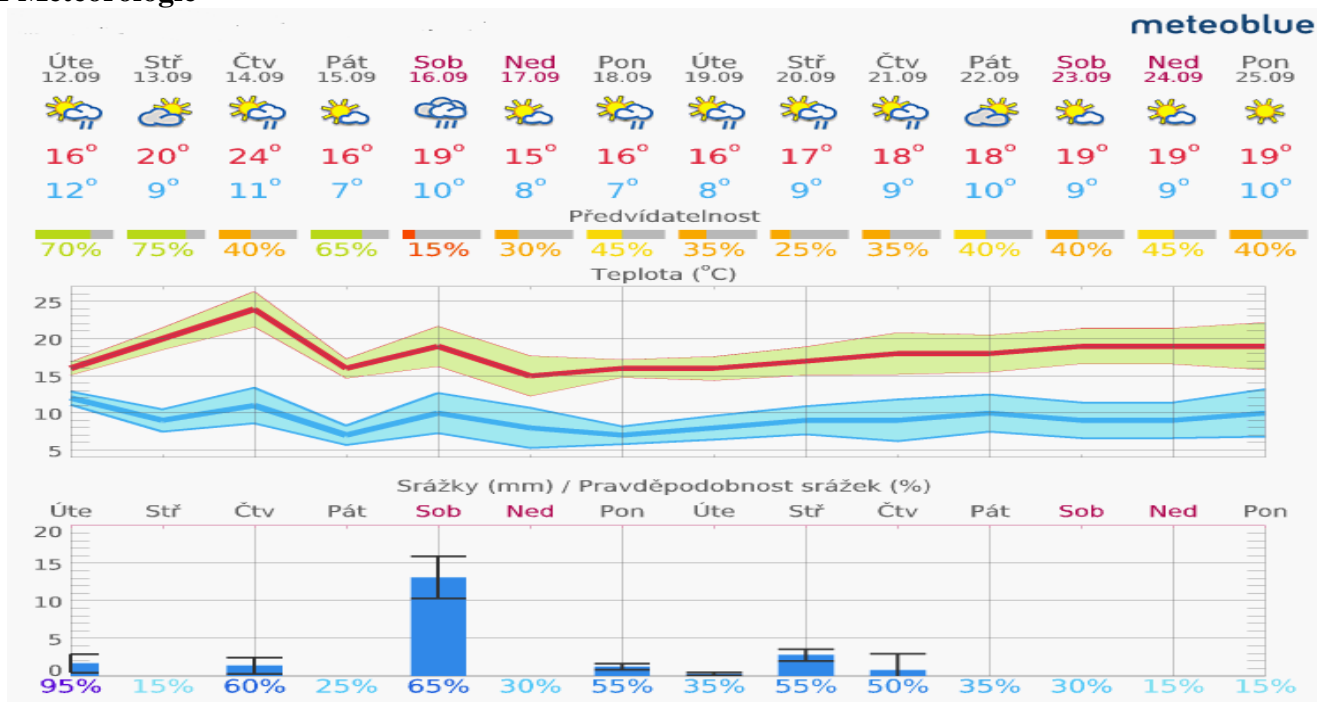 Meteorologie
meteoblue
Úte Stř Čtv Pát Sob Ned Pon Úte Stř Čtv Pát Sob Ned Pon
12.09 13.09 14.09 15.09 16.09 17.09 18.09 19.09 20.09 21.09 22.09 23.09 24.09 25.09
16° 20° 24° 16° 19° 15° 16° 16° 17° 18° 18° 19° 19° 19°
12° 9° 11° 7° 10° 8° 7° 8° 9° 9° 10° 9° 9° 10°
Předvídatelnost
70% 75% 40% 65% 15% 30% 45% 35% 25% 35% 40% 40% 45% 40%
Teplota (°C)
25
20
15
10
5
Srážky (mm) / Pravděpodobnost srážek (%)
Úte Stř Čtv Pát Sob Ned Pon Úte Stř Čtv Pát Sob Ned Pon
20
15
10
5
0
95% 15% 60% 25% 65% 30% 55% 35% 55% 50% 35% 30% 15% 15%